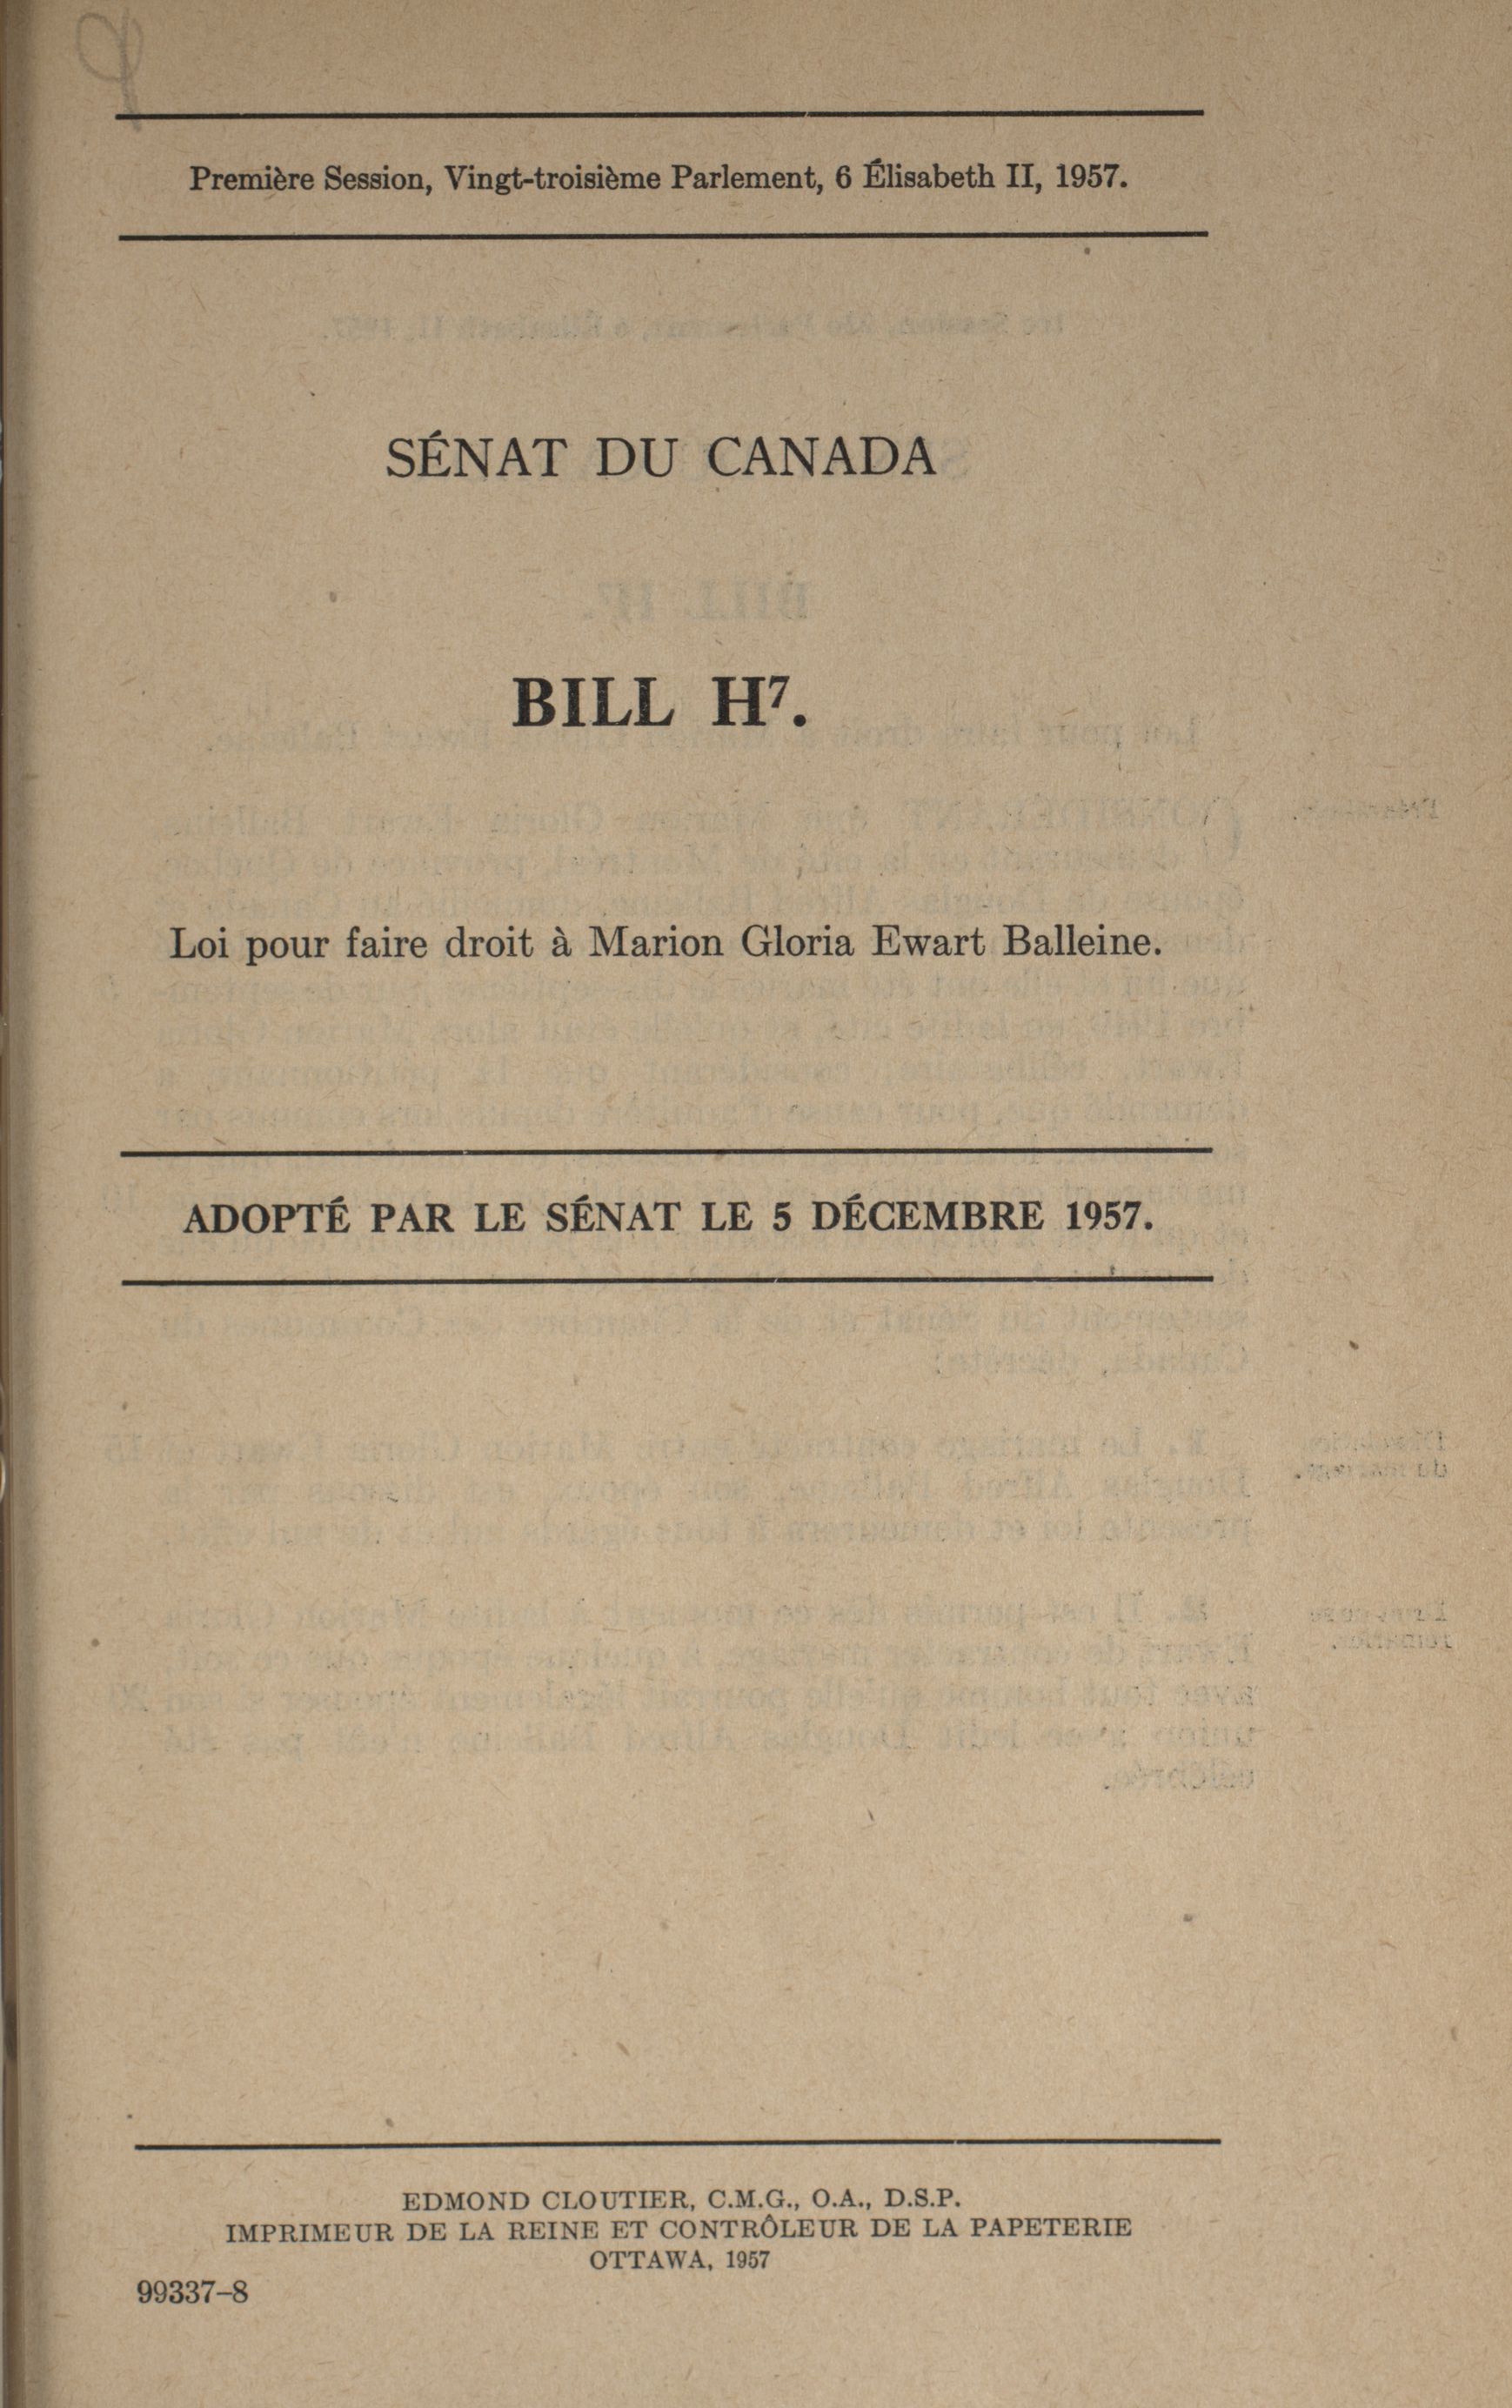 Première Session, Vingt-troisième Parlement, 6 Élisabeth II, 1957.
SÉNAT DU CANADA
BILL H⁷.
Loi pour faire droit à Marion Gloria Ewart Balleine.
ADOPTÉ PAR LE SÉNAT LE 5 DÉCEMBRE 1957.
EDMOND CLOUTIER, C.M.G., O.A., D.S.P.
IMPRIMEUR DE LA REINE ET CONTRÔLEUR DE LA PAPETERIE
OTTAWA, 1957
99337–8